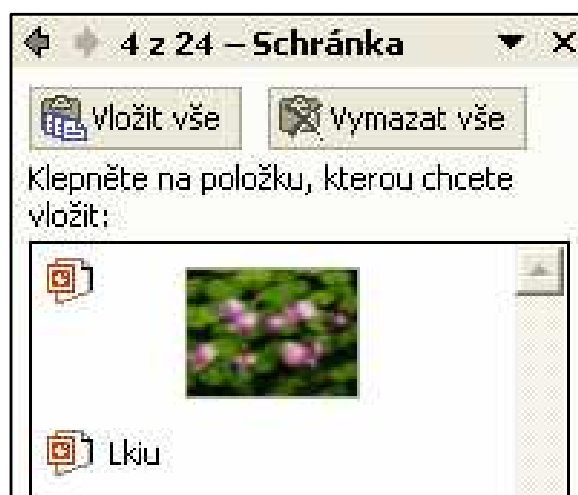 4 z 24 – Schránka
Vložit vše
Vymazat vše
Klepněte na položku, kterou chcete
vložit:
Lkiu